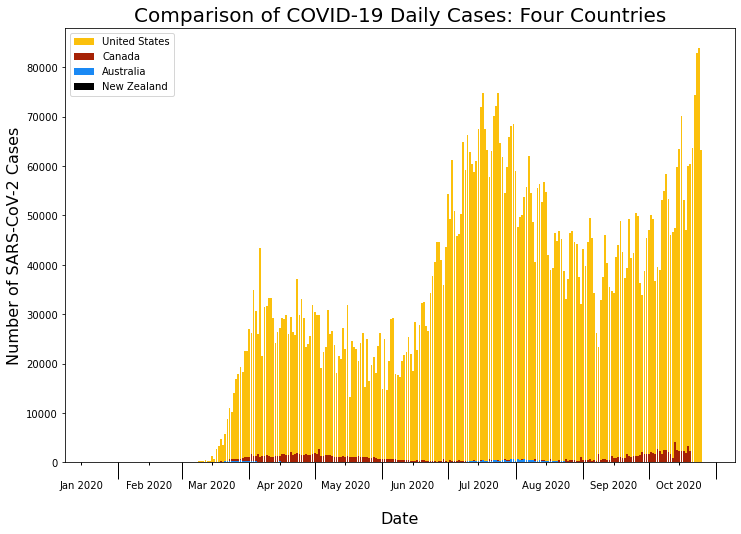 Comparison of COVID-19 Daily Cases: Four Countries
United States
Canada
Australia
New Zealand
80000
70000
60000
50000
40000
30000
20000
10000
0
Number of SARS-CoV-2 Cases
Jan 2020 Feb 2020 Mar 2020 Apr 2020 May 2020 Jun 2020 Jul 2020 Aug 2020 Sep 2020 Oct 2020
Date